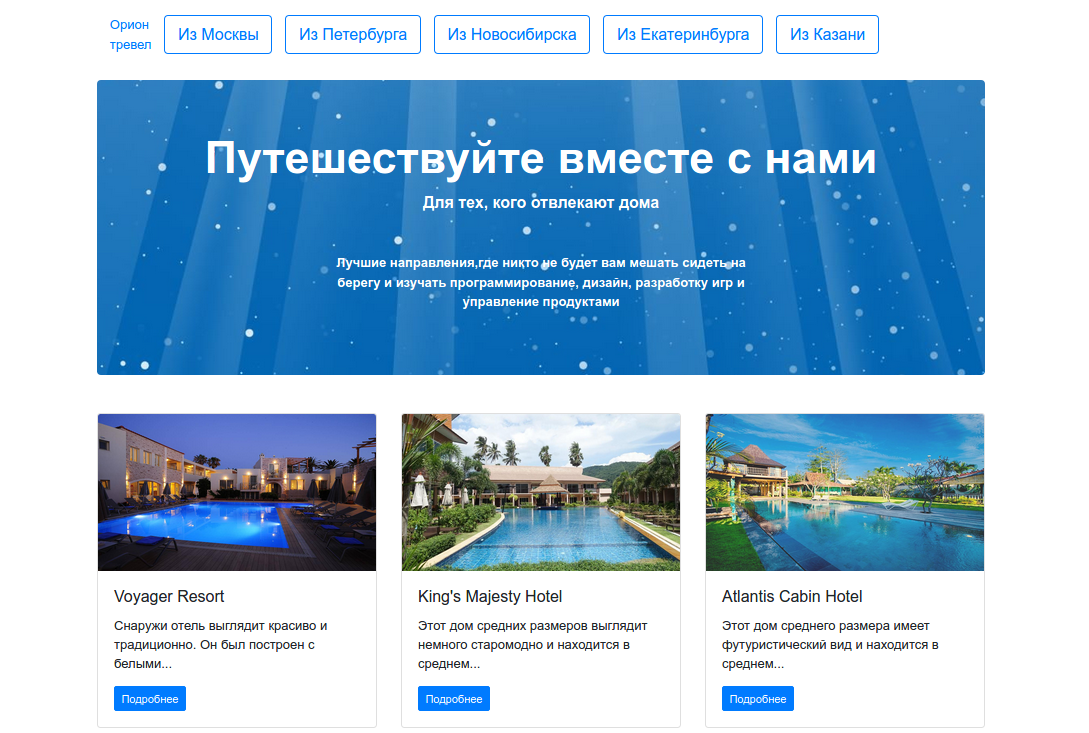 Орион
тревел
Из Москвы
Из Петербурга
Из Новосибирска
Из Екатеринбурга
Из Казани
Путешествуйте вместе с нами
Для тех, кого отвлекают дома
Лучшие направления,где никто не будет вам мешать сидеть на
берегу и изучать программирование, дизайн, разработку игр и
управление продуктами
Voyager Resort
Снаружи отель выглядит красиво и
традиционно. Он был построен с
белыми...
Подробнее
King's Majesty Hotel
Этот дом средних размеров выглядит
немного старомодно и находится в
среднем...
Подробнее
Atlantis Cabin Hotel
Этот дом среднего размера имеет
футуристический вид и находится в
среднем...
Подробнее